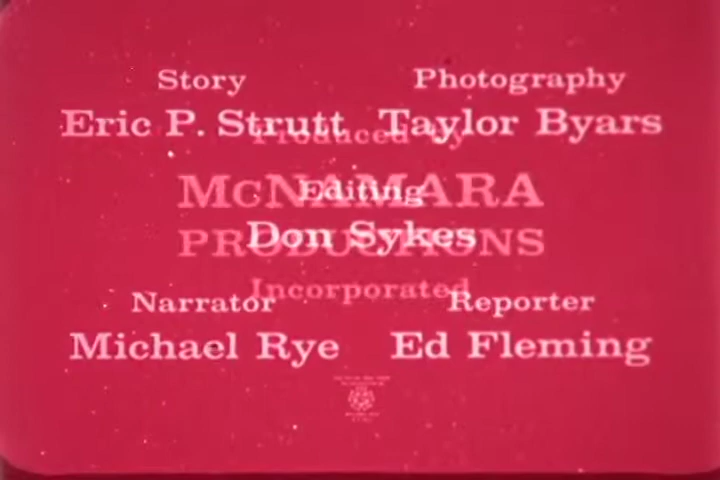 Story Photography
Eric P. Strutt Taylor Byars
Produced by
Editing
McNAMARA
Don Sykes
PRODUCTIONS
Incorporated
Narrator Reporter
Michael Rye Ed Fleming